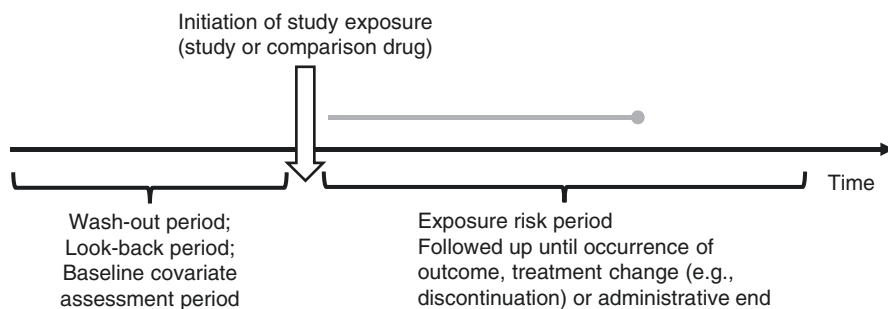 Initiation of study exposure
(study or comparison drug)
Time
Wash-out period;
Look-back period;
Baseline covariate
assessment period
Exposure risk period
Followed up until occurrence of
outcome, treatment change (e.g.,
discontinuation) or administrative end